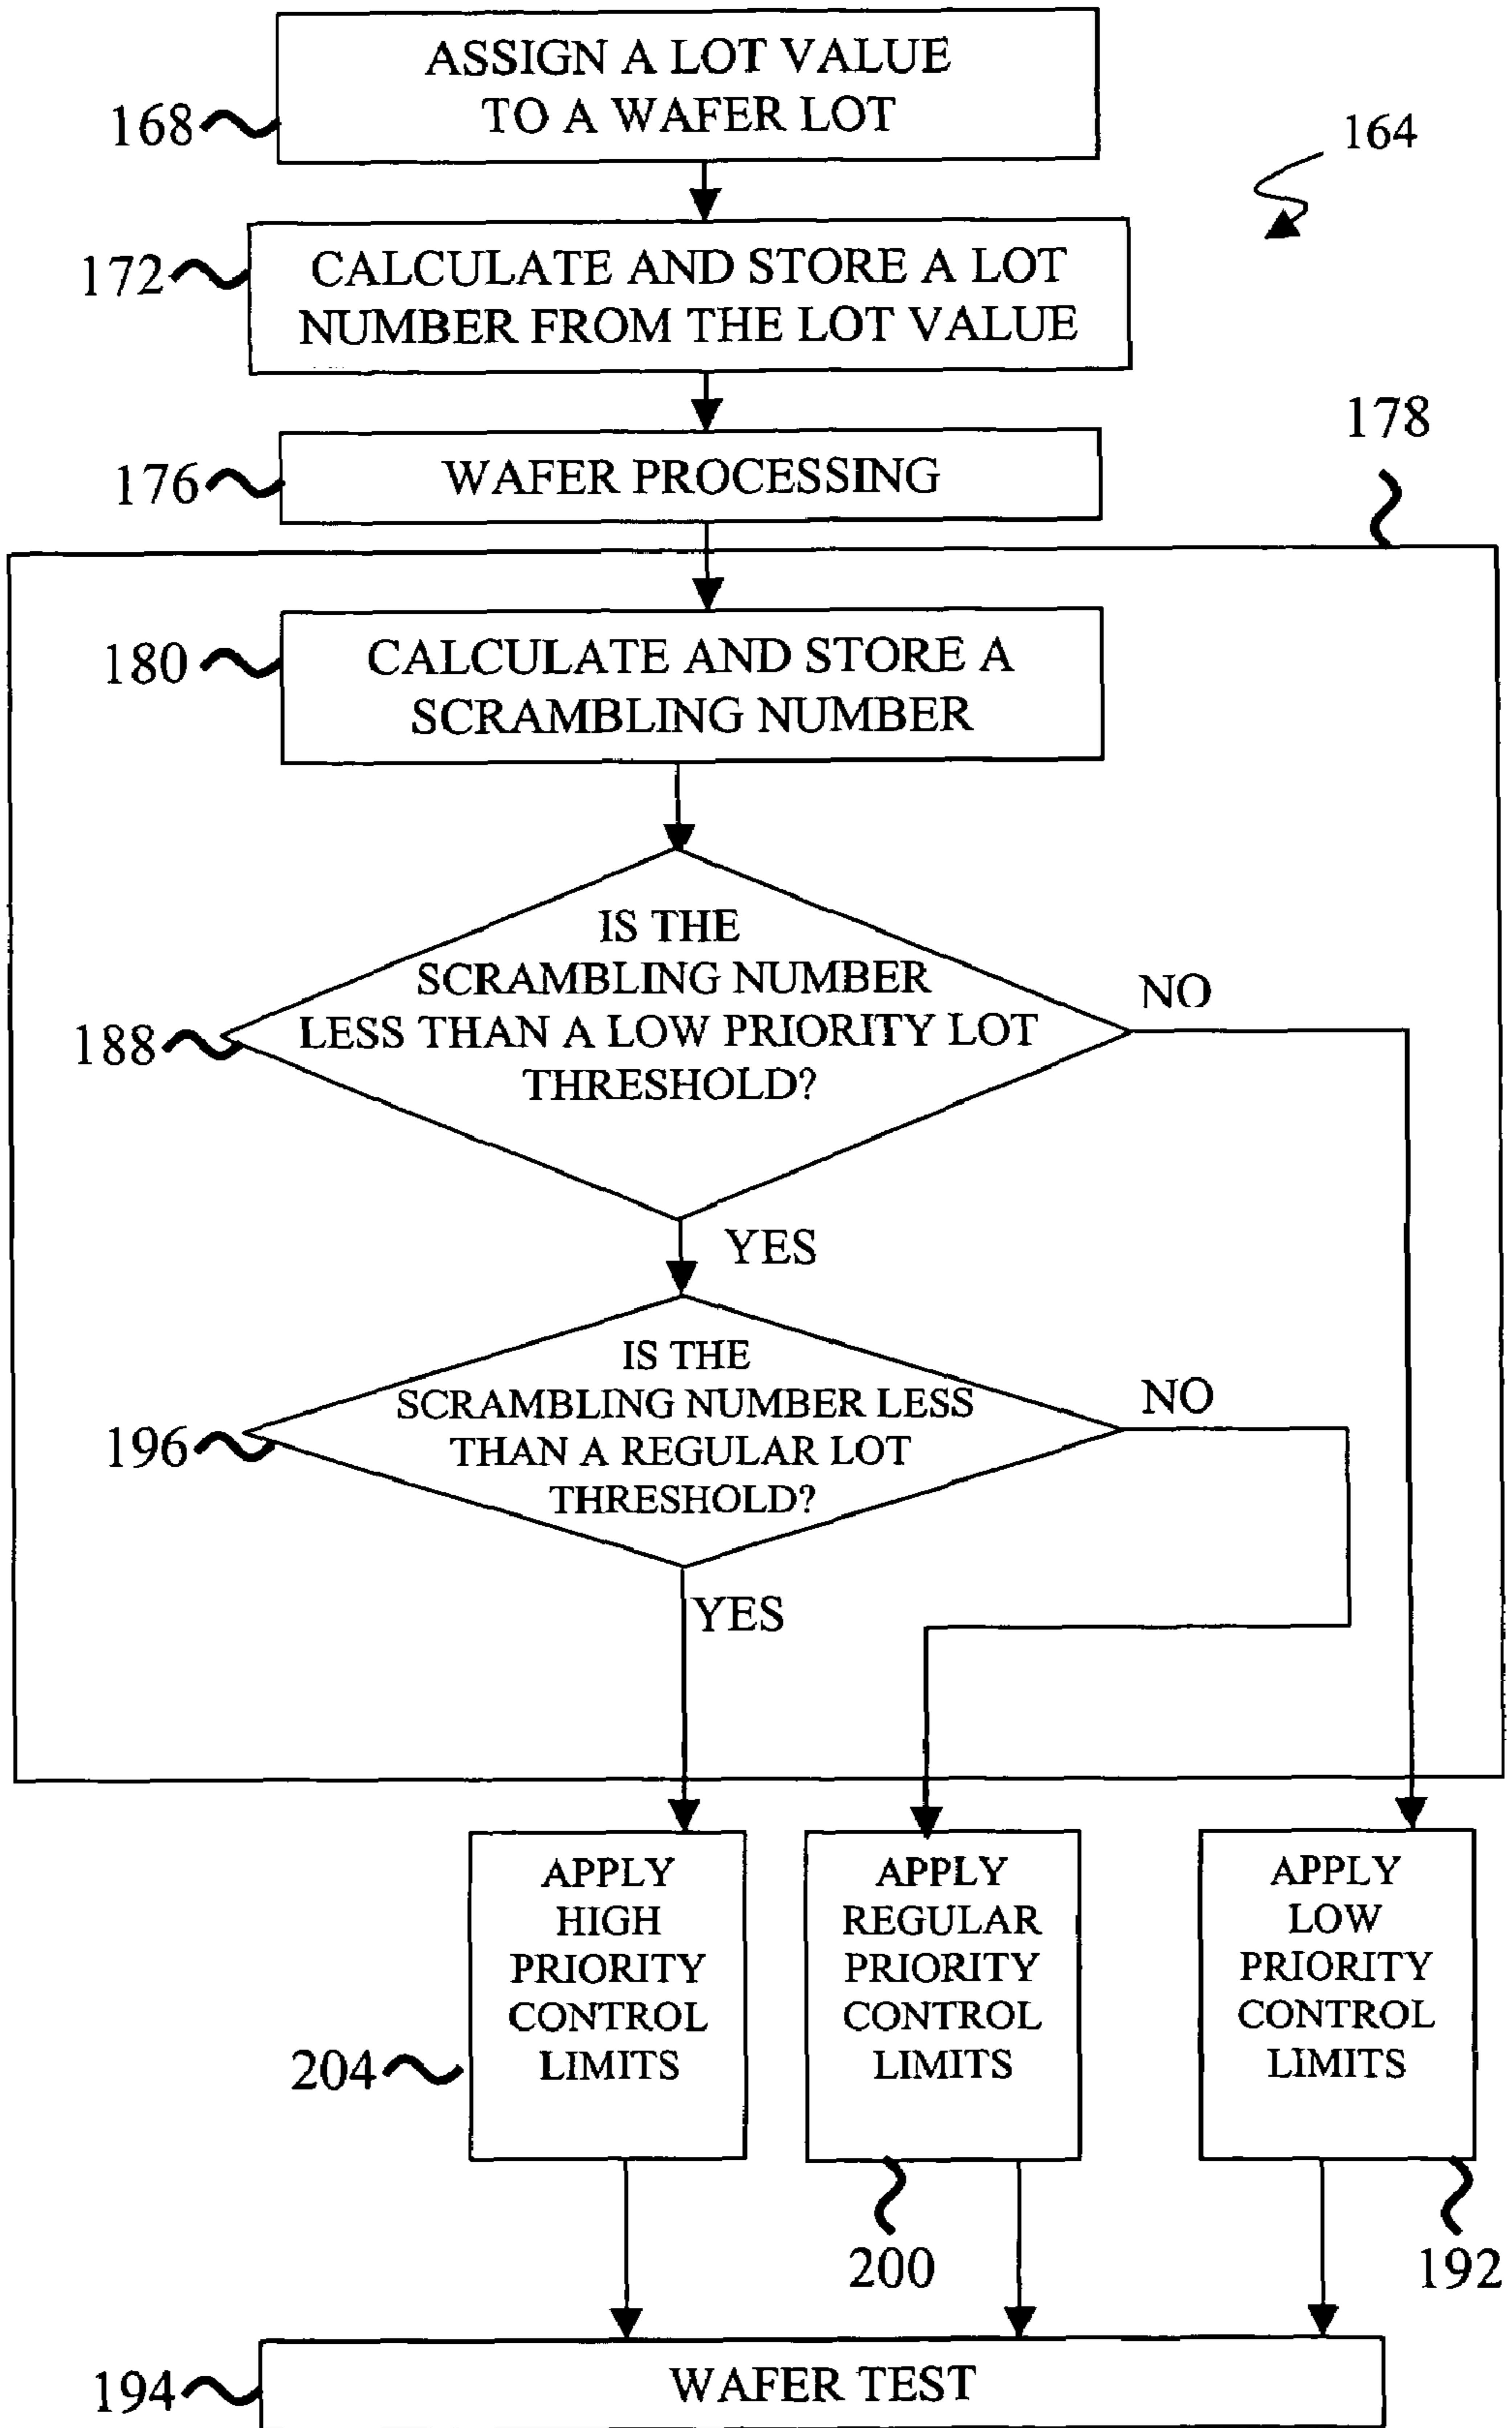 ASSIGN A LOT VALUE
TO A WAFER LOT
168
164
CALCULATE AND STORE A LOT
NUMBER FROM THE LOT VALUE
172
178
WAFER PROCESSING
176
CALCULATE AND STORE A
SCRAMBLING NUMBER
180
IS THE
SCRAMBLING NUMBER
LESS THAN A LOW PRIORITY LOT
THRESHOLD?
NO
188
YES
IS THE
SCRAMBLING NUMBER LESS
THAN A REGULAR LOT
THRESHOLD?
NO
196
YES
APPLY
HIGH
PRIORITY
CONTROL
LIMITS
204
APPLY
REGULAR
PRIORITY
CONTROL
LIMITS
200
APPLY
LOW
PRIORITY
CONTROL
LIMITS
192
WAFER TEST
194